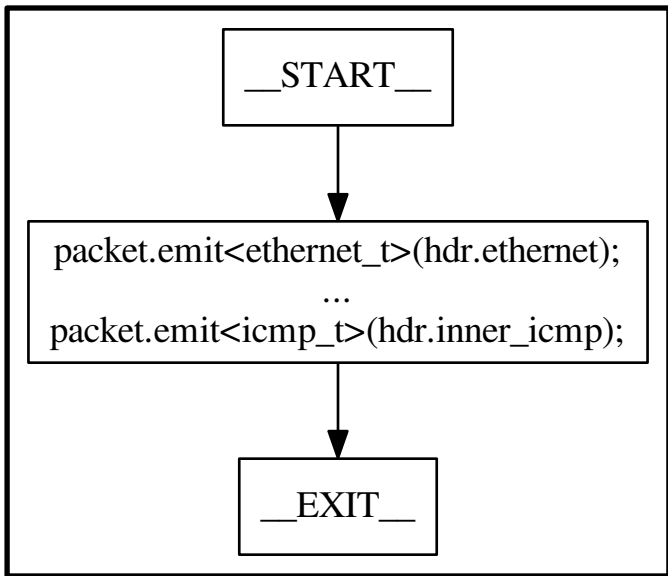 __START__
packet.emit<ethernet_t>(hdr.ethernet);
...
packet.emit<icmp_t>(hdr.inner_icmp);
__EXIT__